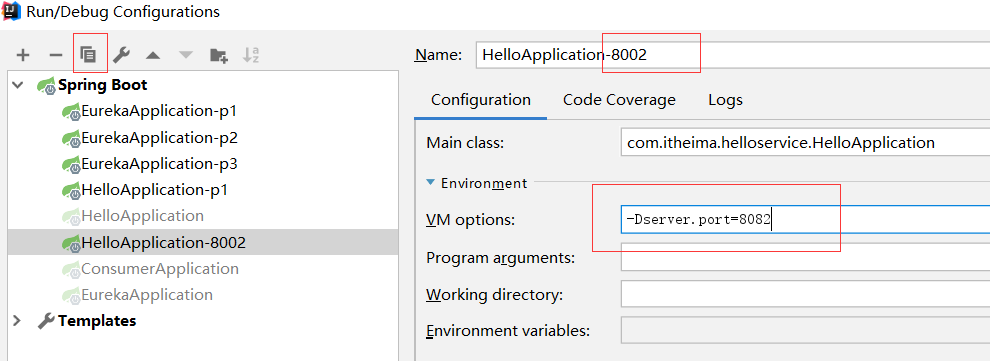 Run/Debug Configurations
Name: HelloApplication-8002
Spring Boot
EurekaApplication-p1
EurekaApplication-p2
EurekaApplication-p3
HelloApplication-p1
HelloApplication
HelloApplication-8002
ConsumerApplication
EurekaApplication
Templates
Configuration Code Coverage Logs
Main class: com.itheima.helloservice.HelloApplication
Environment
VM options: -Dserver.port=8082
Program arguments:
Working directory:
Environment variables: